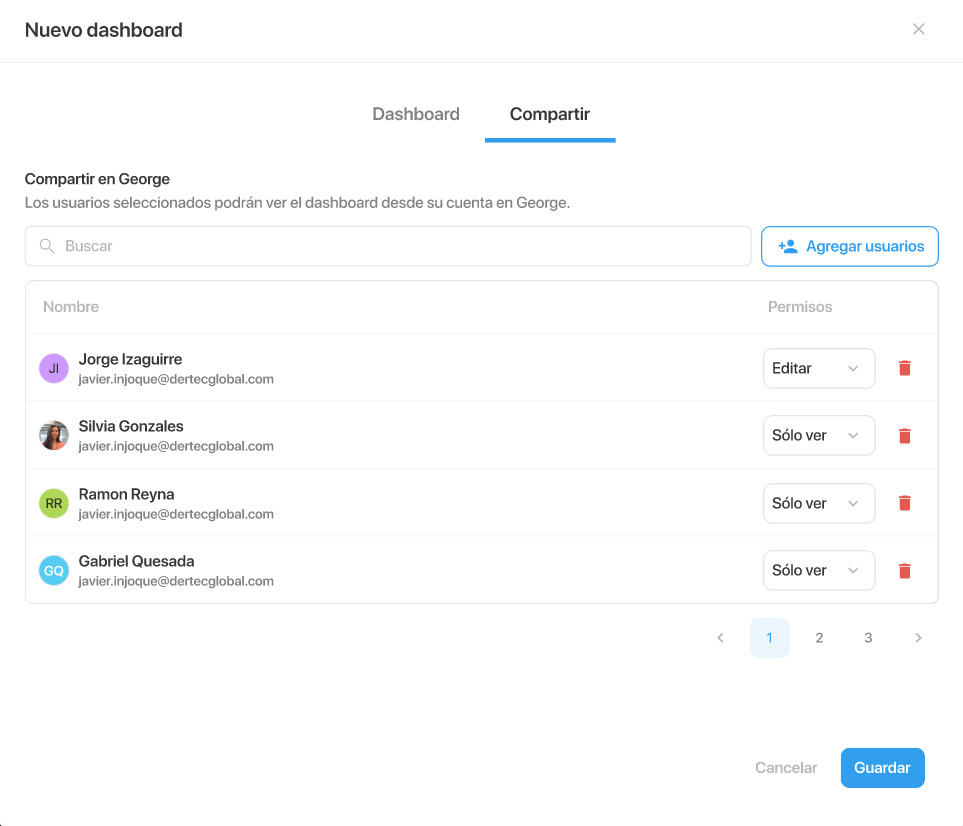 Nuevo dashboard
Dashboard Compartir
Compartir en George
Los usuarios seleccionados podrán ver el dashboard desde su cuenta en George.
Buscar Agregar usuarios
Nombre Permisos
JI Jorge Izaguirre Editar
javier.injoque@dertecglobal.com
Silvia Gonzales Sólo ver
javier.injoque@dertecglobal.com
RR Ramon Reyna Sólo ver
javier.injoque@dertecglobal.com
GQ Gabriel Quesada Sólo ver
javier.injoque@dertecglobal.com
1 2 3
Cancelar Guardar